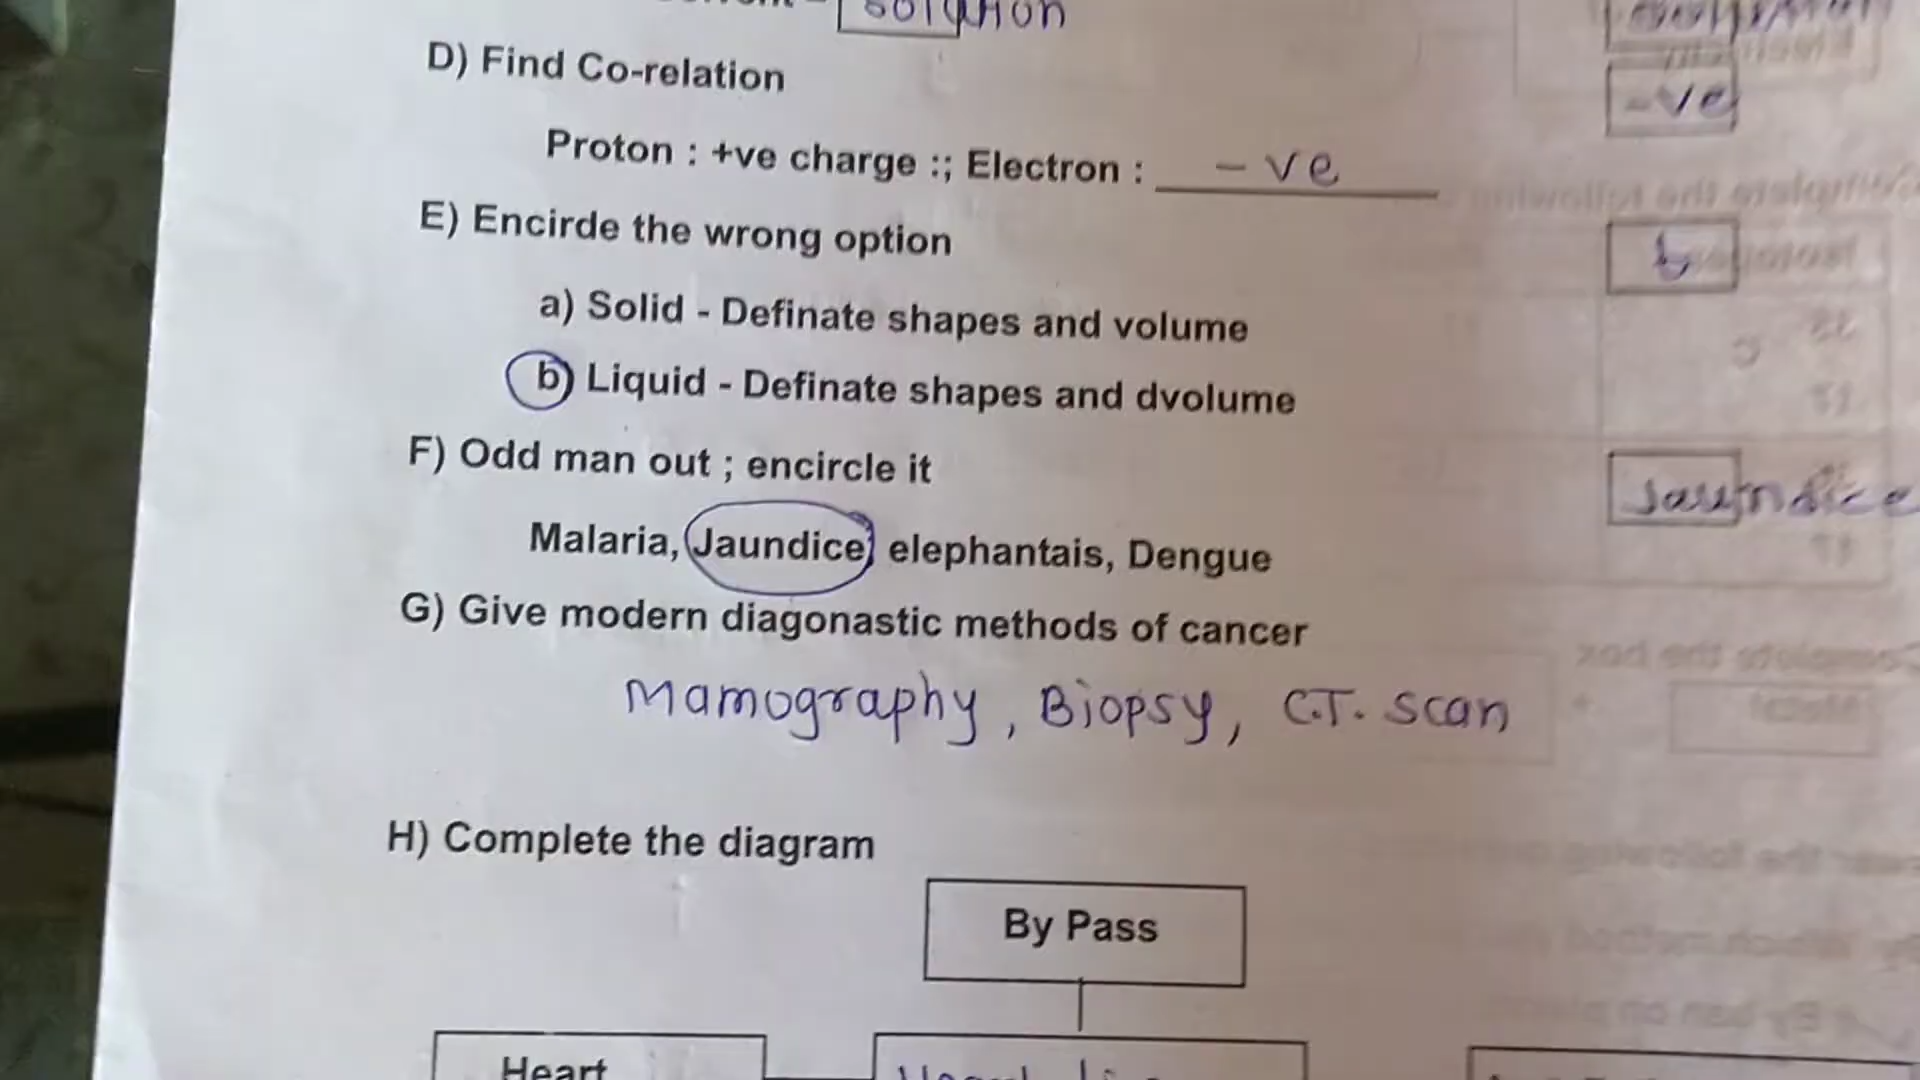 solution
D) Find Co-relation
-ve
Proton : +ve charge :; Electron : - ve
E) Encirde the wrong option
b
a) Solid - Definate shapes and volume
b) Liquid - Definate shapes and dvolume
F) Odd man out ; encircle it
Jaundice
Malaria, Jaundice, elephantais, Dengue
G) Give modern diagonastic methods of cancer
Mamography, Biopsy, C.T. scan
H) Complete the diagram
By Pass
Heart